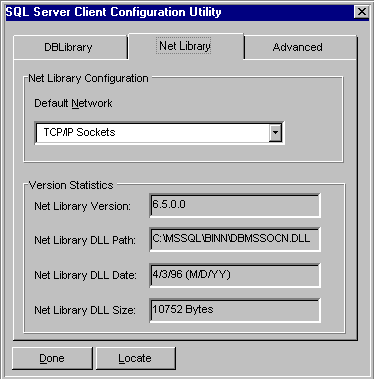 SQL Server Client Configuration Utility
DBLibrary
Net Library
Advanced
Net Library Configuration
Default Network
TCP/IP Sockets
Version Statistics
Net Library Version: 6.5.0.0
Net Library DLL Path: C:\MSSQL\BINN\DBMSSOCN.DLL
Net Library DLL Date: 4/3/96 (M/D/YY)
Net Library DLL Size: 10752 Bytes
Done
Locate